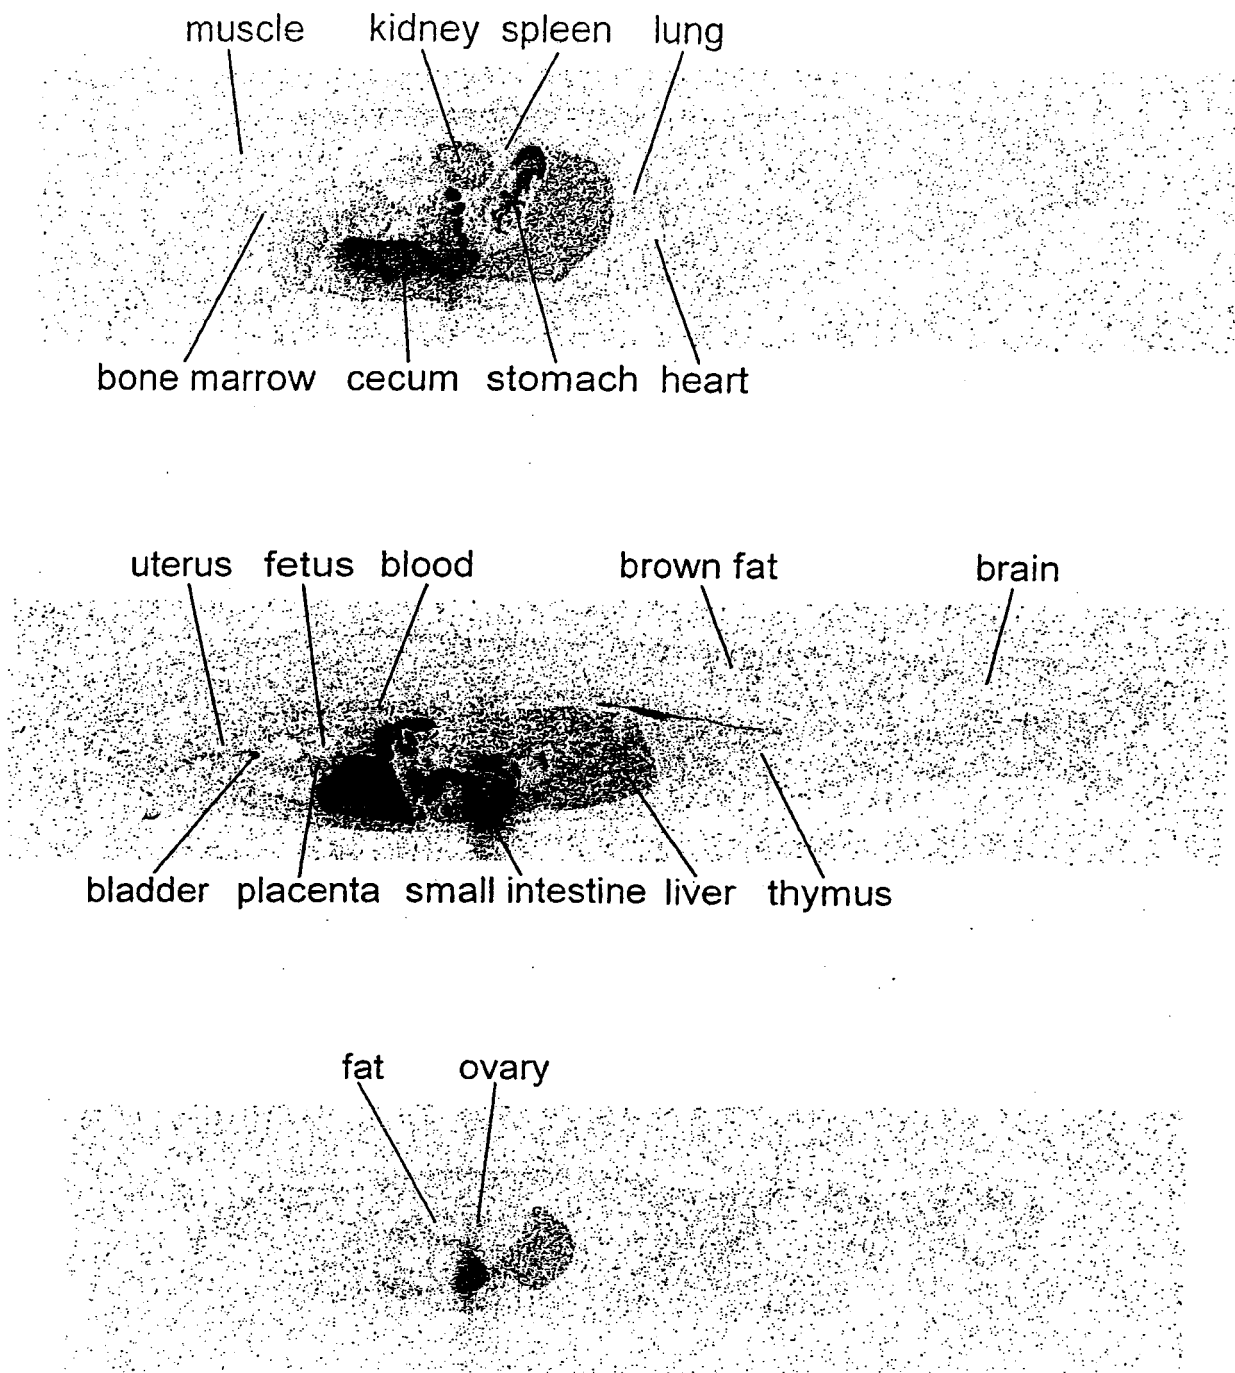 muscle kidney spleen lung
bone marrow cecum stomach heart
uterus fetus blood brown fat brain
bladder placenta small intestine liver thymus
fat ovary